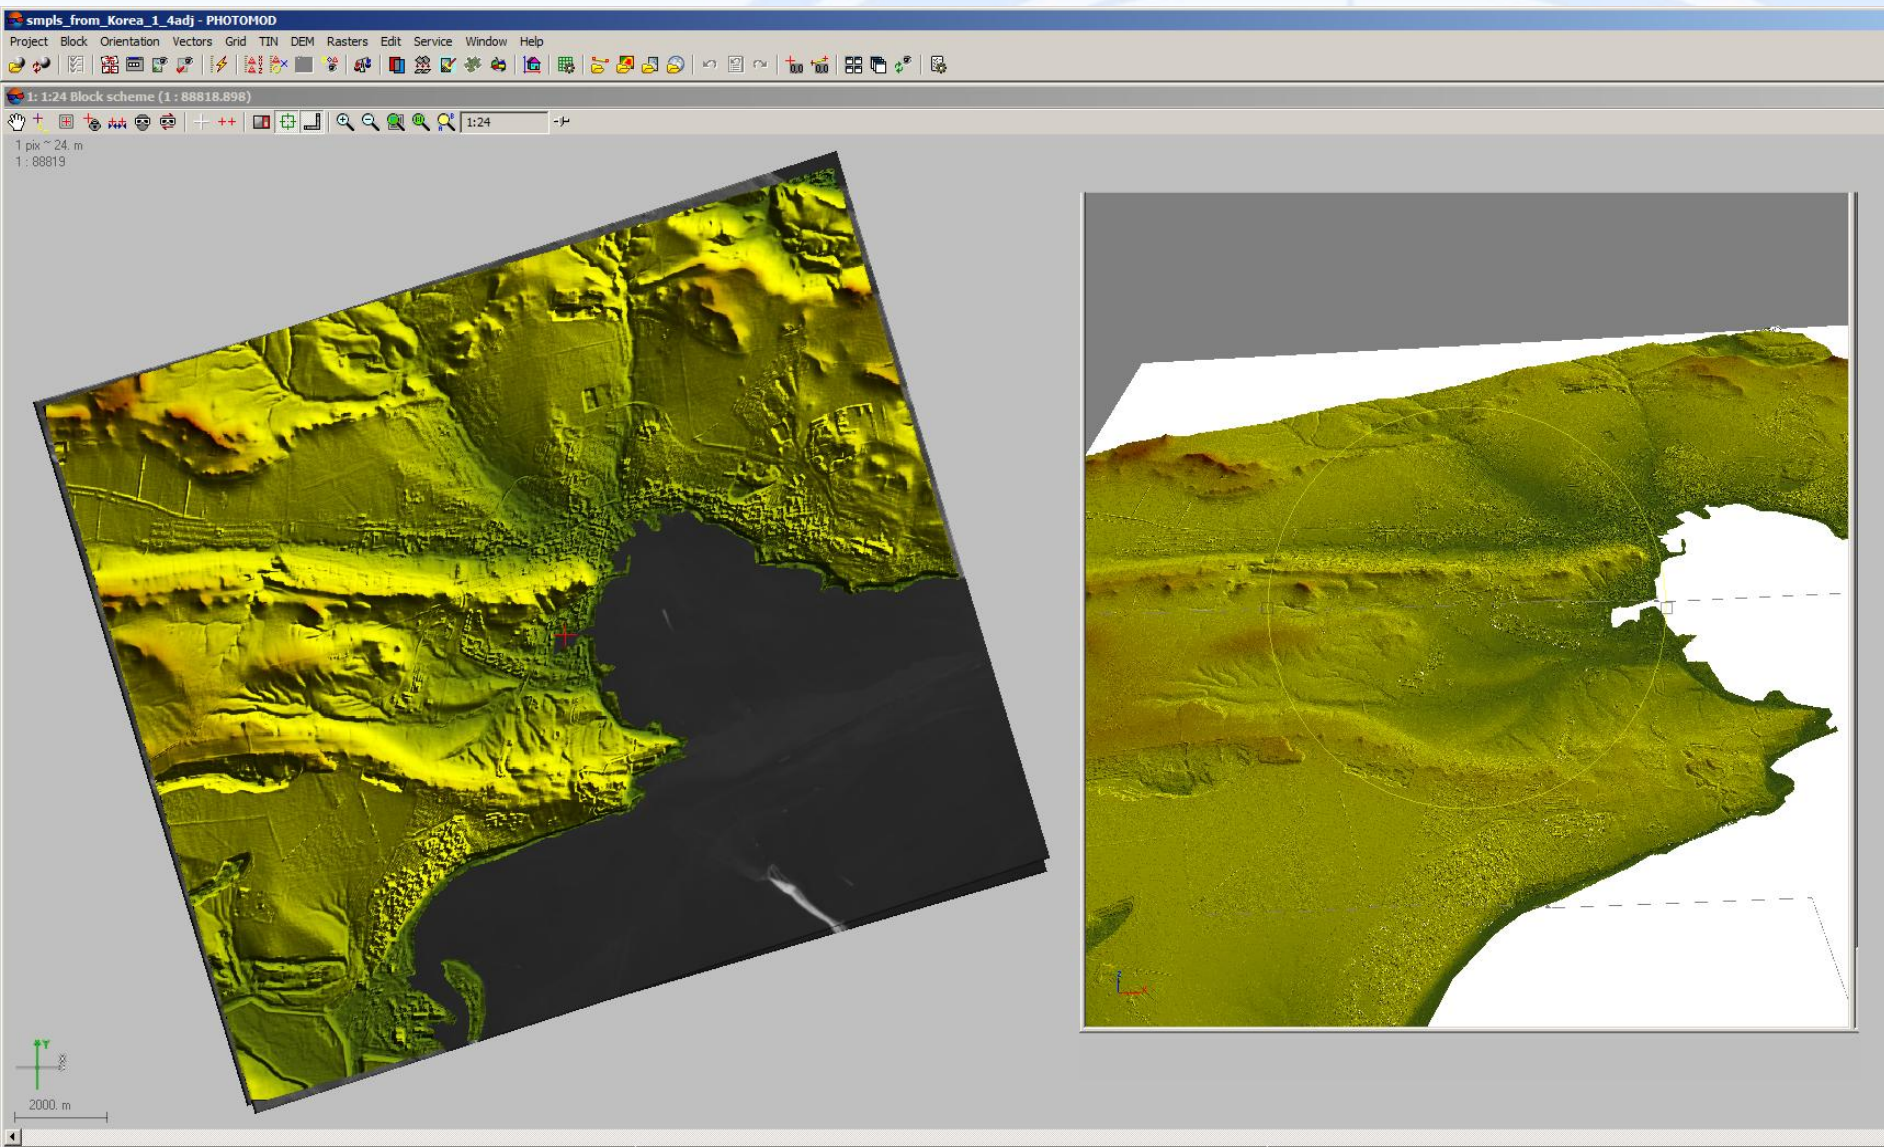 smpls_from_Korea_1_4adj - PHOTOMOD
Project Block Orientation Vectors Grid TIN DEM Rasters Edit Service Window Help
1: 1:24 Block scheme (1 : 88818.898)
1:24
1 pix ~ 24. m
1 : 88819
Y
2000. m